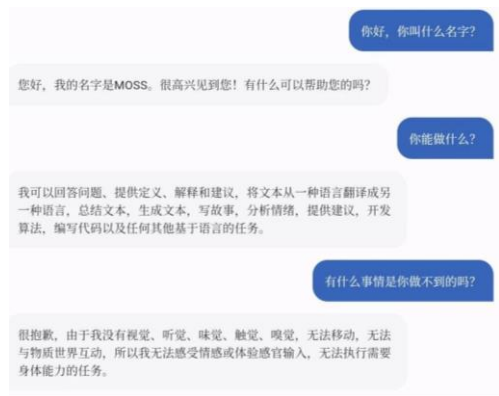 你好，你叫什么名字？
您好，我的名字是MOSS。很高兴见到您！有什么可以帮助您的吗？
你能做什么？
我可以回答问题、提供定义、解释和建议，将文本从一种语言翻译成另
一种语言，总结文本，生成文本，写故事，分析情绪，提供建议，开发
算法，编写代码以及任何其他基于语言的任务。
有什么事情是你做不到的吗？
很抱歉，由于我没有视觉、听觉、味觉、触觉、嗅觉，无法移动，无法
与物质世界互动，所以我无法感受情感或体验感官输入，无法执行需要
身体能力的任务。